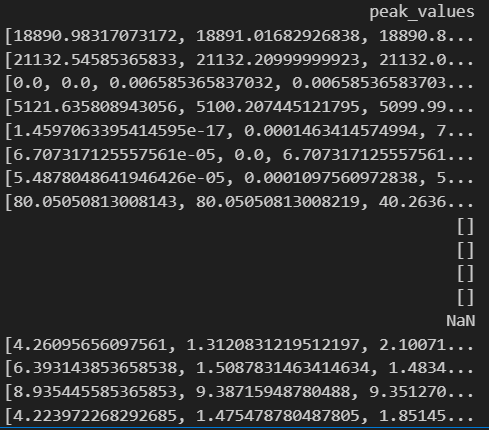 peak_values
[18890.98317073172, 18891.01682926838, 18890.8...
[21132.54585365833, 21132.20999999923, 21132.0...
[0.0, 0.0, 0.006585365837032, 0.00658536583703...
[5121.635808943056, 5100.207445121795, 5099.99...
[1.4597063395414595e-17, 0.0001463414574994, 7...
[6.707317125557561e-05, 0.0, 6.707317125557561...
[5.4878048641946426e-05, 0.0001097560972838, 5...
[80.05050813008143, 80.05050813008219, 40.2636...
[]
[]
[]
[]
NaN
[4.26095656097561, 1.3120831219512197, 2.10071...
[6.393143853658538, 1.5087831463414634, 1.4834...
[8.935445585365853, 9.38715948780488, 9.351270...
[4.223972268292685, 1.475478780487805, 1.85145...